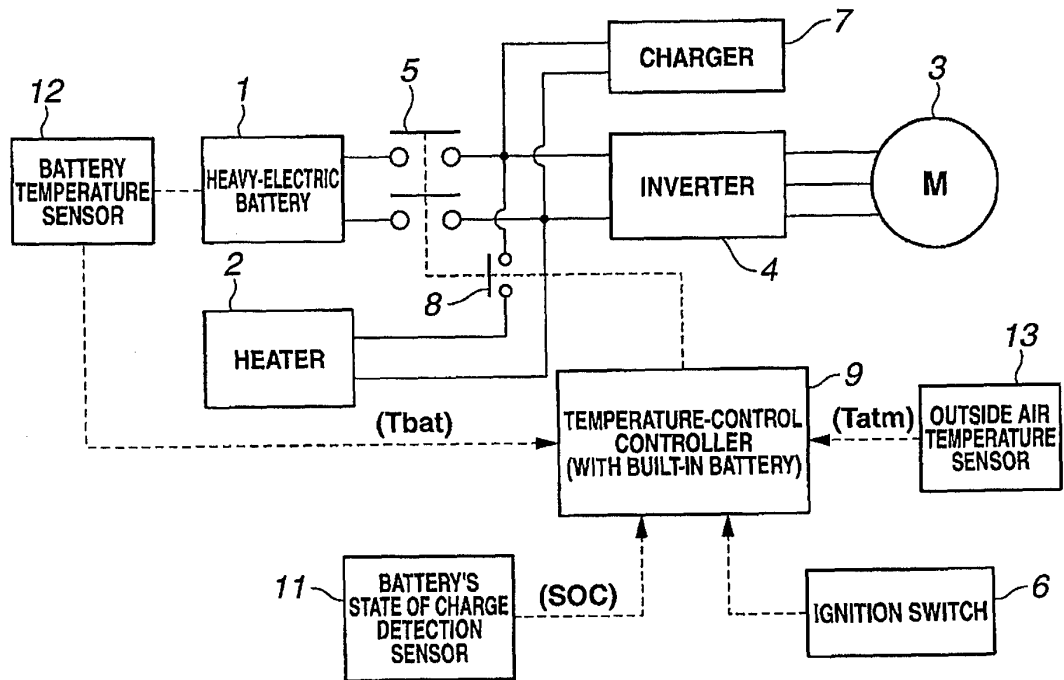 7
CHARGER
12
1
5
3
BATTERY
TEMPERATURE
SENSOR
HEAVY-ELECTRIC
BATTERY
INVERTER
M
4
2
8
HEATER
9
13
(Tbat)
TEMPERATURE-CONTROL
CONTROLLER
(WITH BUILT-IN BATTERY)
(Tatm)
OUTSIDE AIR
TEMPERATURE
SENSOR
11
BATTERY'S
STATE OF CHARGE
DETECTION
SENSOR
(SOC)
6
IGNITION SWITCH